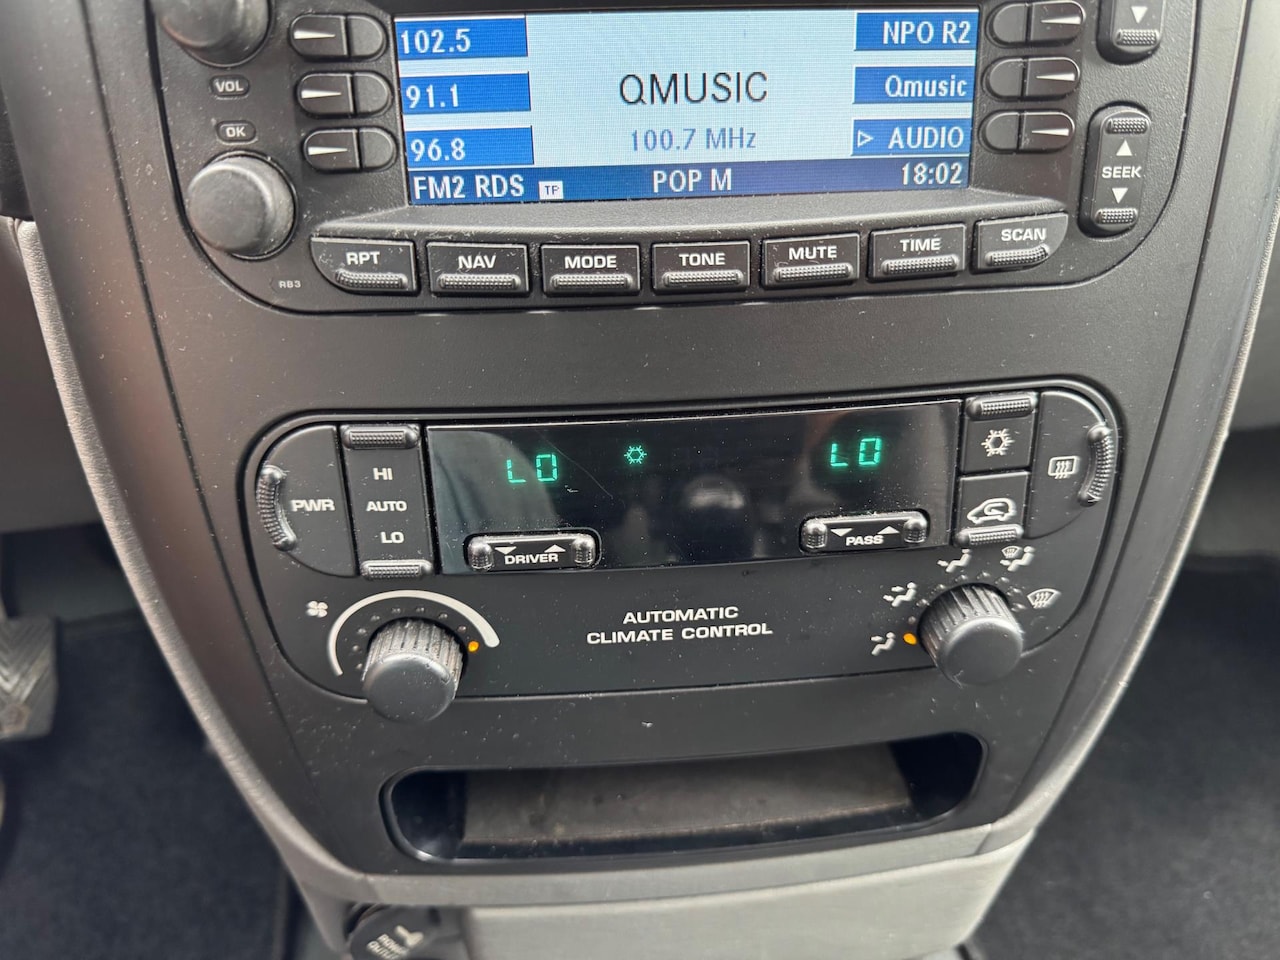 102.5
NPO R2
VOL
91.1
QMUSIC
Qmusic
OK
96.8
100.7 MHz
AUDIO
SEEK
FM2 RDS
TP
POP M
18:02
RPT
NAV
MODE
TONE
MUTE
TIME
SCAN
RB3
HI
LO
LO
PWR
AUTO
LO
DRIVER
PASS
AUTOMATIC
CLIMATE CONTROL
POWER
OUTLET